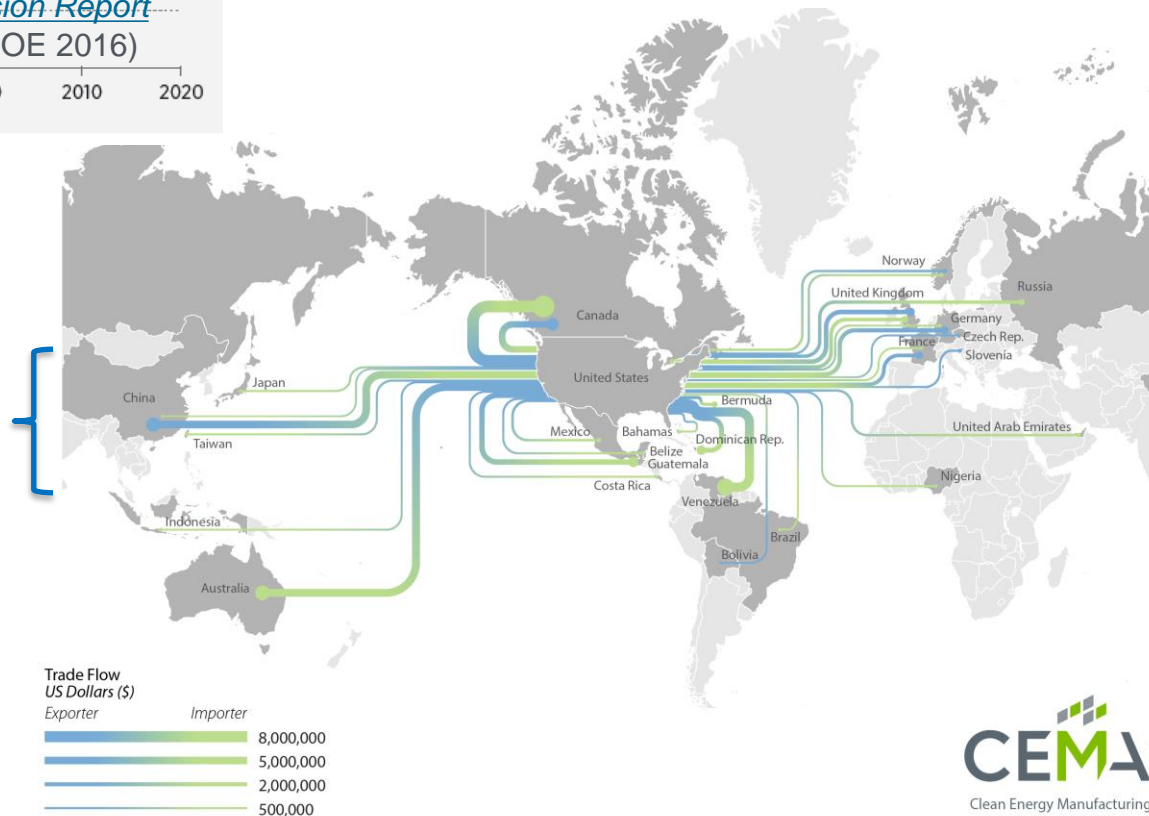 Report
OE 2016)
2010 2020
Norway
United Kingdom
Russia
Canada
Germany
France
Czech Rep.
Slovenia
United States
Japan
China
Bermuda
Taiwan
Mexico
Bahamas
Dominican Rep.
Belize
United Arab Emirates
Guatemala
Costa Rica
Nigeria
Venezuela
Indonesia
Brazil
Bolivia
Australia
Trade Flow
US Dollars ($)
Exporter Importer
8,000,000
5,000,000
2,000,000
500,000
CEMA
Clean Energy Manufacturing